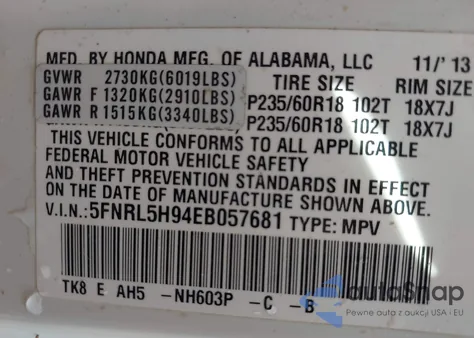 MFD. BY HONDA MFG. OF ALABAMA, LLC 11/'13
GVWR 2730KG(6019LBS) TIRE SIZE RIM SIZE
GAWR F 1320KG(2910LBS) P235/60R18 102T 18X7J
GAWR R 1515KG(3340LBS) P235/60R18 102T 18X7J
THIS VEHICLE CONFORMS TO ALL APPLICABLE
FEDERAL MOTOR VEHICLE SAFETY
AND THEFT PREVENTION STANDARDS IN EFFECT
ON THE DATE OF MANUFACTURE SHOWN ABOVE.
V.I.N.:5FNRL5H94EB057681 TYPE: MPV
TK8 E AH5 -NH603P -C -B
autoSnap
Pewne auta z aukcji USA i EU